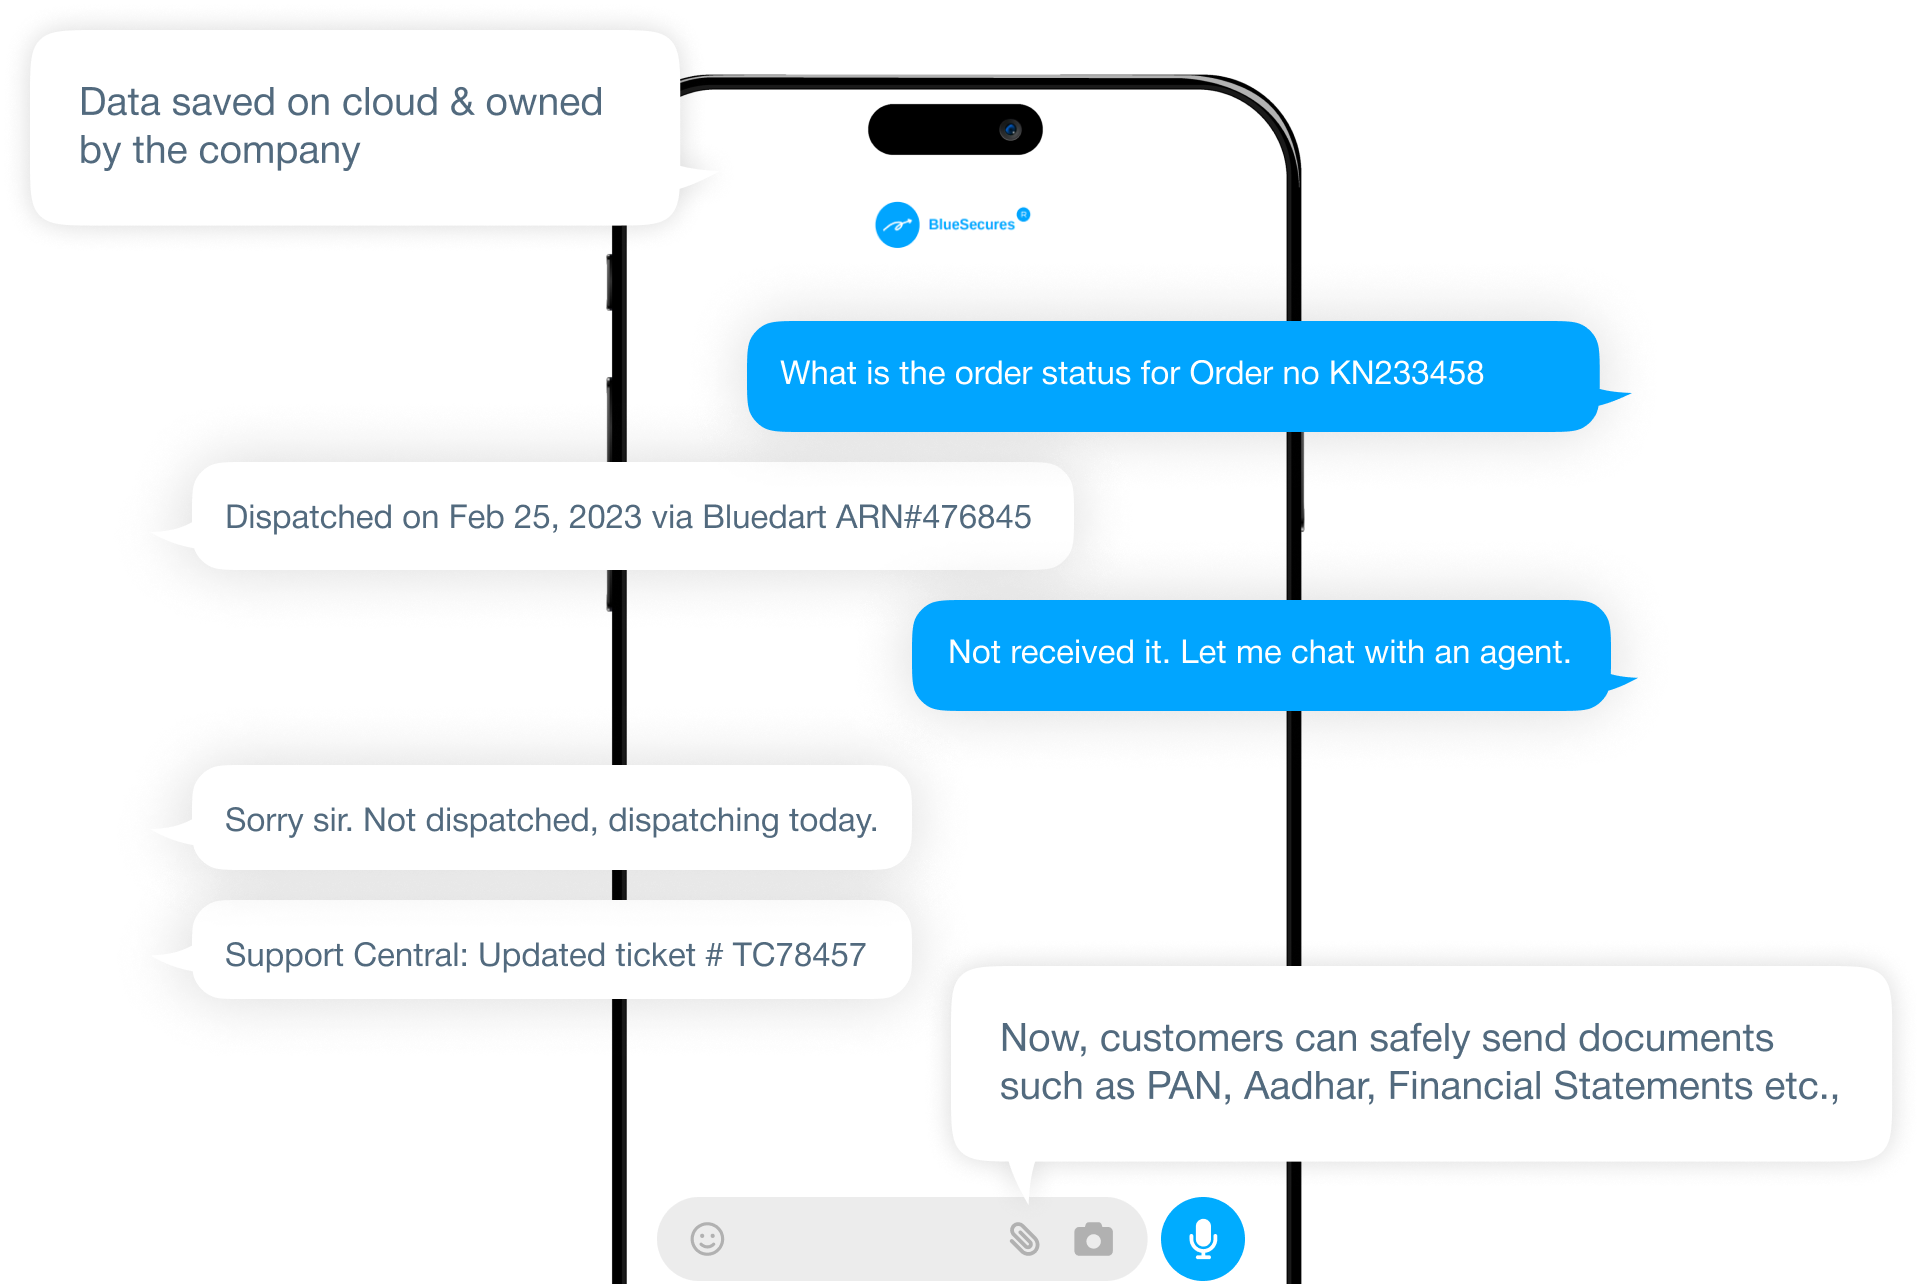 Data saved on cloud & owned
by the company
BlueSecures R
What is the order status for Order no KN233458
Dispatched on Feb 25, 2023 via Bluedart ARN#476845
Not received it. Let me chat with an agent.
Sorry sir. Not dispatched, dispatching today.
Support Central: Updated ticket # TC78457
Now, customers can safely send documents
such as PAN, Aadhar, Financial Statements etc.,